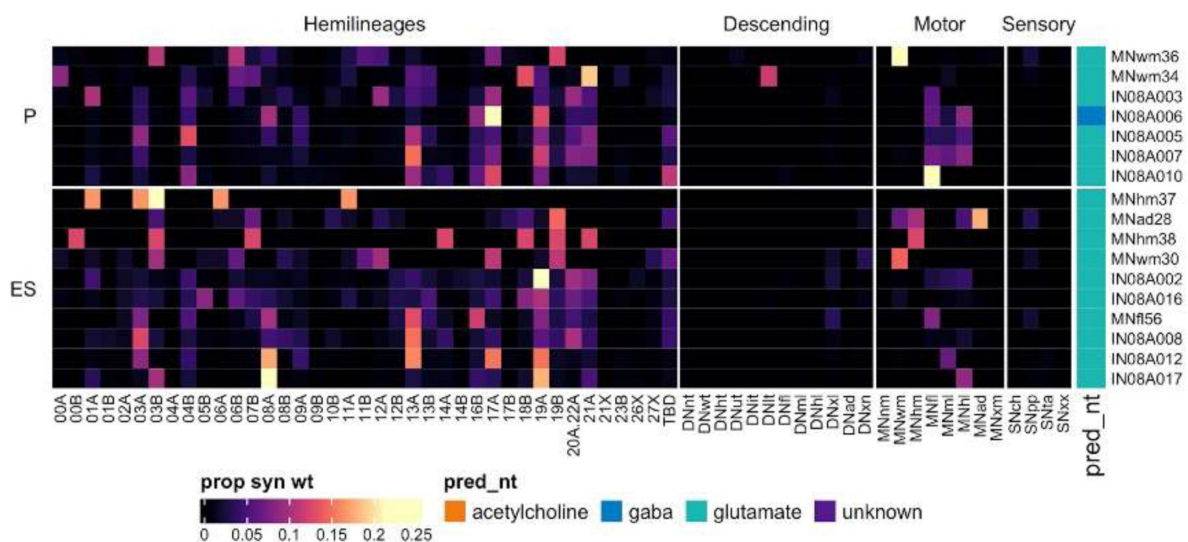 Hemilineages Descending Motor Sensory
P
MNwm36
MNwm34
IN08A003
IN08A006
IN08A005
IN08A007
IN08A010
ES
MNhm37
MNad28
MNhm38
MNwm30
IN08A002
IN08A016
MNfl56
IN08A008
IN08A012
IN08A017
00A 00B 01A 01B 02A 03A 03B 04A 04B 05B 06A 06B 07B 08A 08B 09A 09B 10B 11A 11B 12A 12B 13A 13B 14A 14B 16B 17A 17B 18B 19A 19B 20A.22A 21A 21X 23B 26X 27X TBD DNnt DNwt DNht DNut DNit DNlt DNfl DNml DNhl DNxl DNad DNxn MNnm MNwm MNhm MNfl MNml MNhl MNad MNxm SNch SNpp SNta SNxx pred_nt
prop syn wt
0 0.05 0.1 0.15 0.2 0.25
pred_nt
acetylcholine gaba glutamate unknown